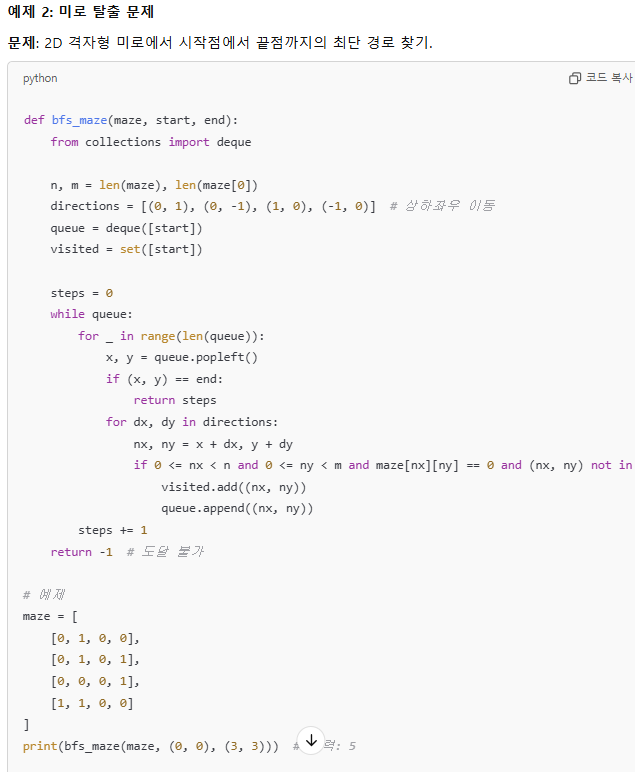 예제 2: 미로 탈출 문제
문제: 2D 격자형 미로에서 시작점에서 끝점까지의 최단 경로 찾기.
python 코드 복사
def bfs_maze(maze, start, end):
    from collections import deque
    n, m = len(maze), len(maze[0])
    directions = [(0, 1), (0, -1), (1, 0), (-1, 0)]  # 상하좌우 이동
    queue = deque([start])
    visited = set([start])
    steps = 0
    while queue:
        for _ in range(len(queue)):
            x, y = queue.popleft()
            if (x, y) == end:
                return steps
            for dx, dy in directions:
                nx, ny = x + dx, y + dy
                if 0 <= nx < n and 0 <= ny < m and maze[nx][ny] == 0 and (nx, ny) not in
                    visited.add((nx, ny))
                    queue.append((nx, ny))
        steps += 1
    return -1  # 도달 불가
# 예제
maze = [
    [0, 1, 0, 0],
    [0, 1, 0, 1],
    [0, 0, 0, 1],
    [1, 1, 0, 0]
]
print(bfs_maze(maze, (0, 0), (3, 3)))  # 력: 5